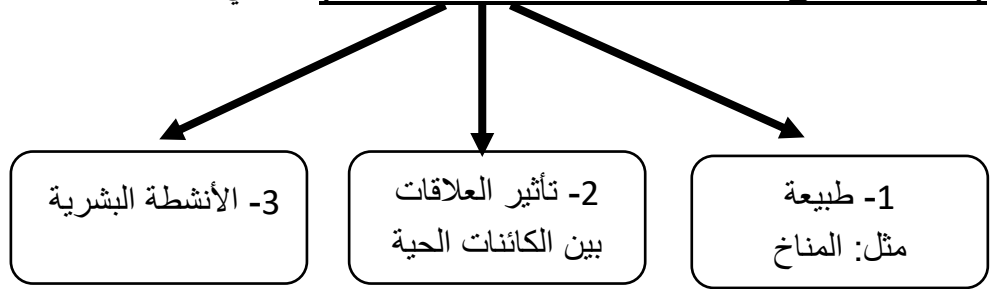 1- طبيعة
مثل: المناخ
2- تأثير العلاقات
بين الكائنات الحية
3- الأنشطة البشرية